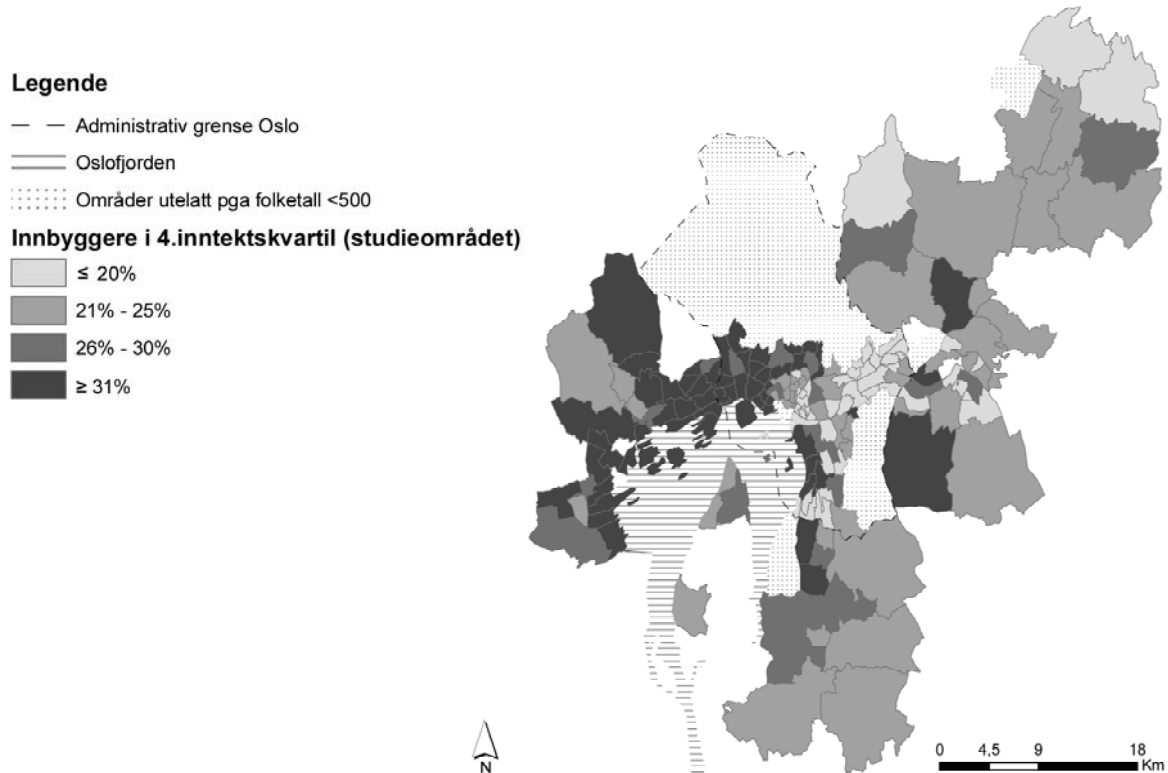 Legende
Administrativ grense Oslo
Oslofjorden
Områder utelatt pga folketall <500
Innbyggere i 4.inntektskvartil (studieområdet)
≤ 20%
21% - 25%
26% - 30%
≥ 31%
N
0 4,5 9 18
Km